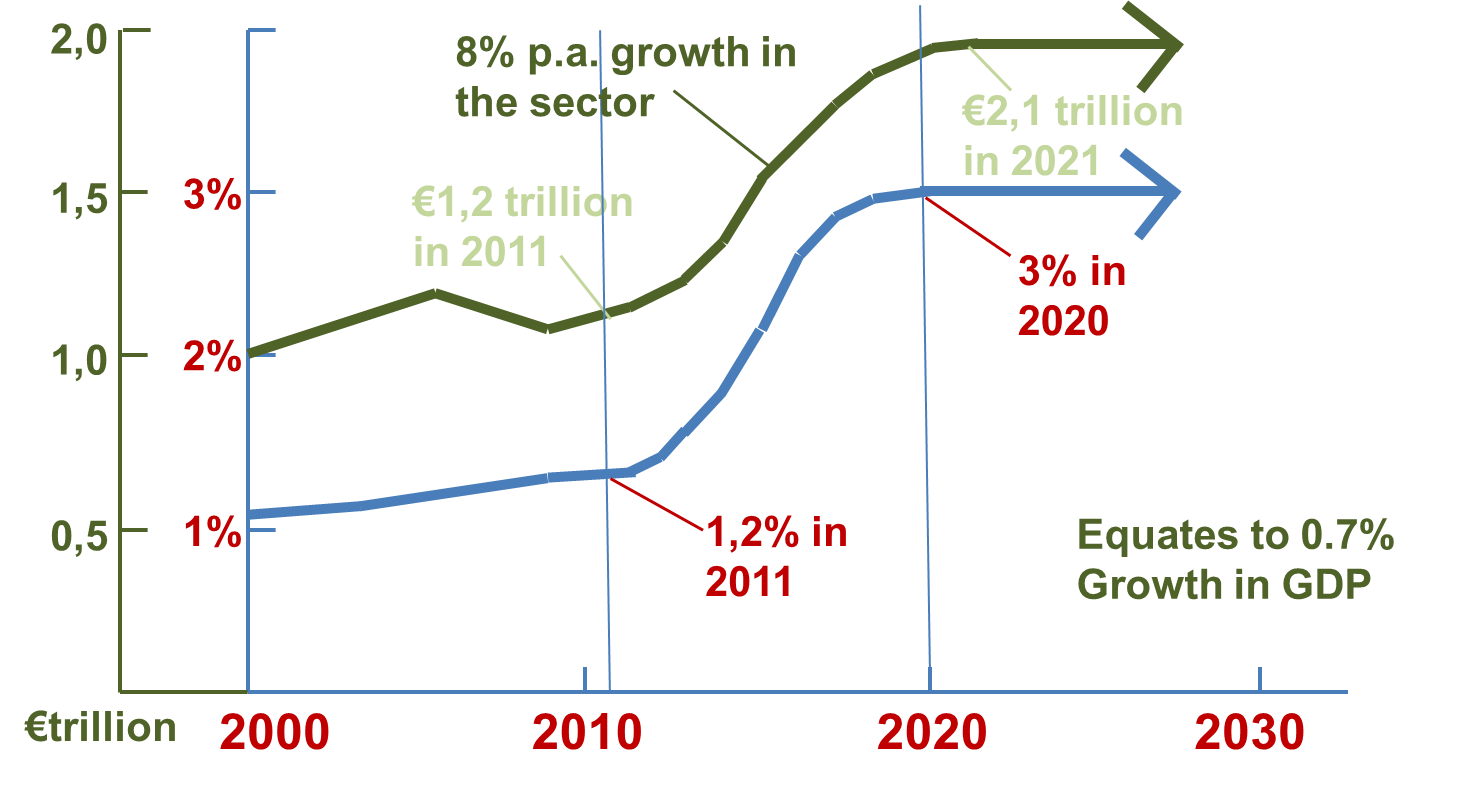 2,0
8% p.a. growth in
the sector
€2,1 trillion
in 2021
1,5
3%
€1,2 trillion
in 2011
3% in
2020
1,0
2%
0,5
1%
1,2% in
2011
Equates to 0.7%
Growth in GDP
€trillion
2000
2010
2020
2030